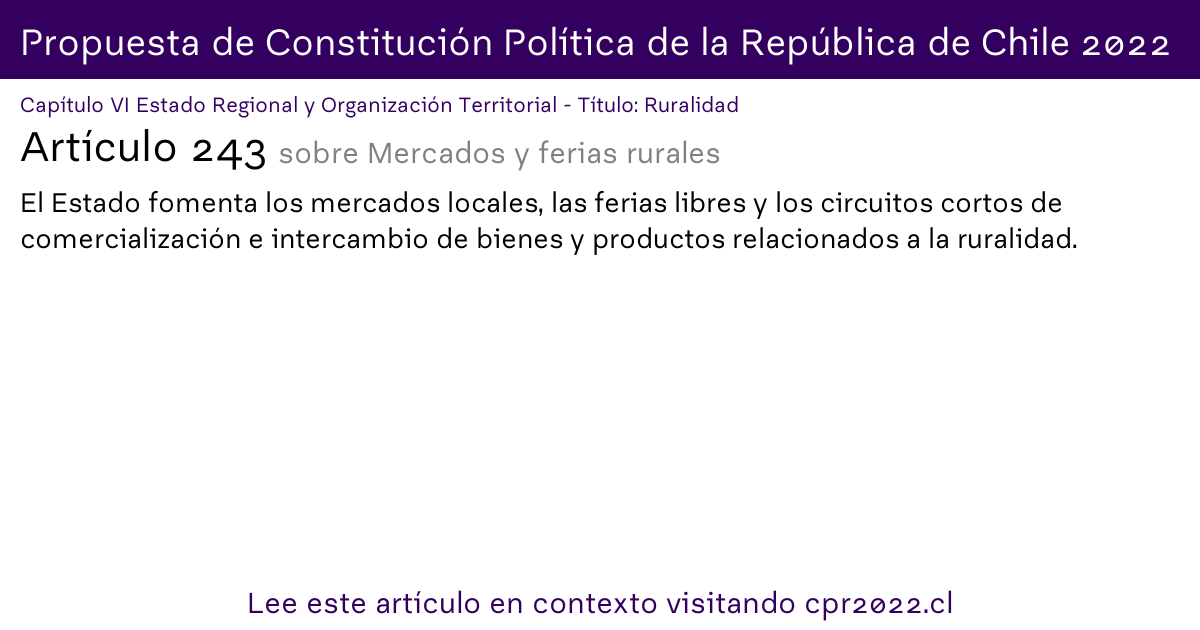 Propuesta de Constitución Política de la República de Chile 2022
Capítulo VI Estado Regional y Organización Territorial - Título: Ruralidad
Artículo 243 sobre Mercados y ferias rurales
El Estado fomenta los mercados locales, las ferias libres y los circuitos cortos de
comercialización e intercambio de bienes y productos relacionados a la ruralidad.
Lee este artículo en contexto visitando cpr2022.cl